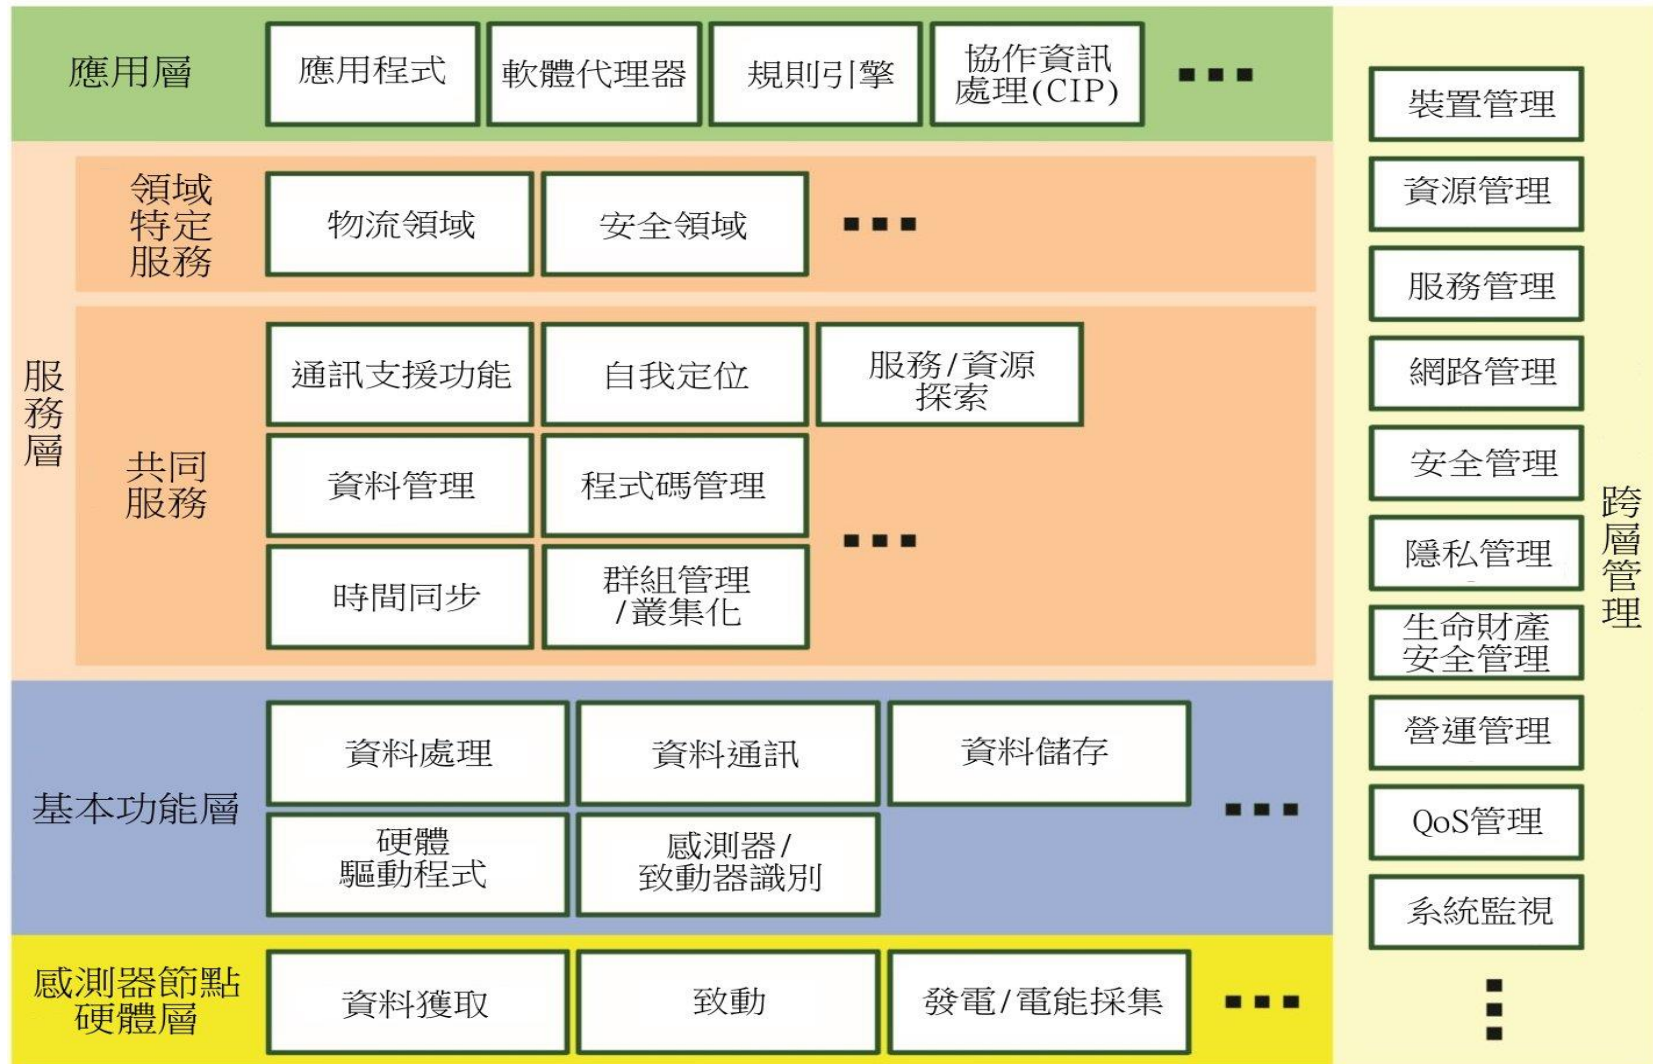 應用層
應用程式
軟體代理器
規則引擎
協作資訊
處理(CIP)
領域
特定
服務
物流領域
安全領域
服務層
共同
服務
通訊支援功能
自我定位
服務/資源
探索
資料管理
程式碼管理
時間同步
群組管理
/叢集化
基本功能層
資料處理
資料通訊
資料儲存
硬體
驅動程式
感測器/
致動器識別
感測器節點
硬體層
資料獲取
致動
發電/電能採集
跨層管理
裝置管理
資源管理
服務管理
網路管理
安全管理
隱私管理
生命財產
安全管理
營運管理
QoS管理
系統監視